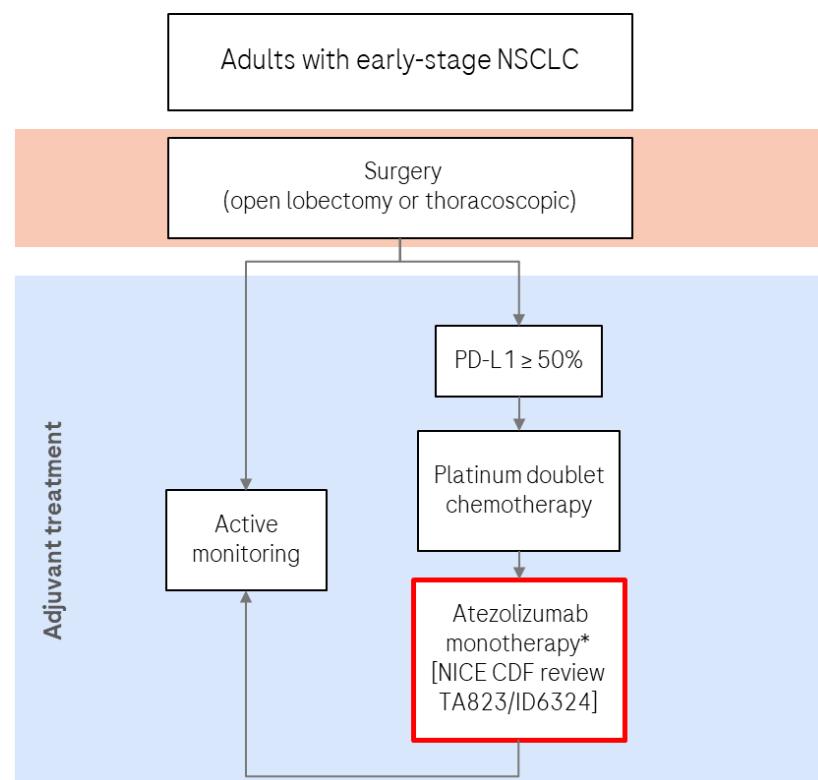 Adults with early-stage NSCLC
Surgery
(open lobectomy or thoracoscopic)
PD-L1 ≥ 50%
Platinum doublet
chemotherapy
Adjuvant treatment
Active
monitoring
Atezolizumab
monotherapy*
[NICE CDF review
TA823/ID6324]